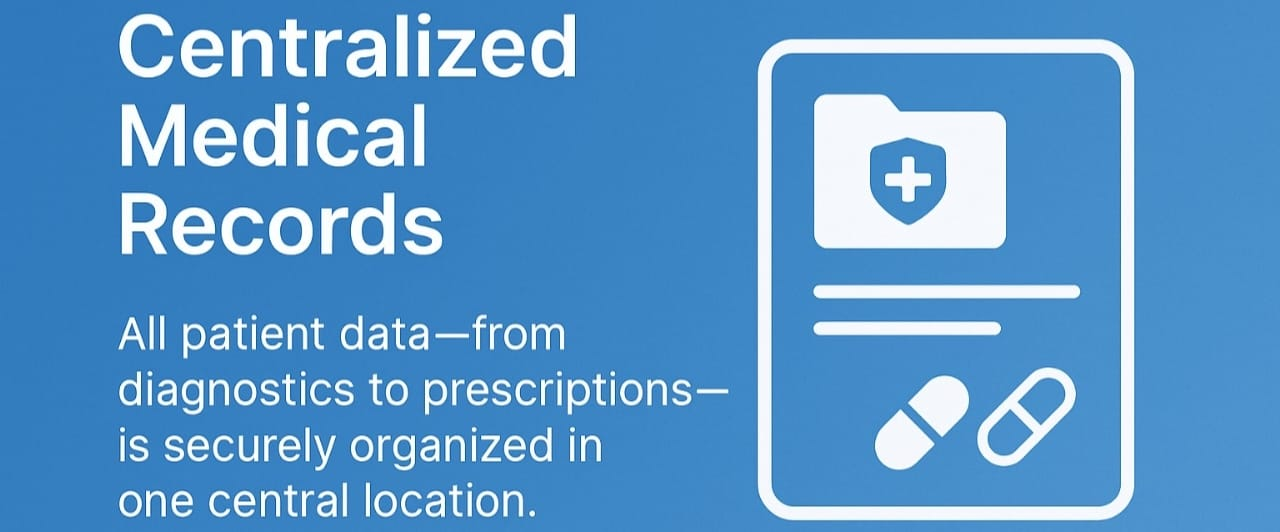 Centralized
Medical
Records
All patient data—from
diagnostics to prescriptions—
is securely organized in
one central location.